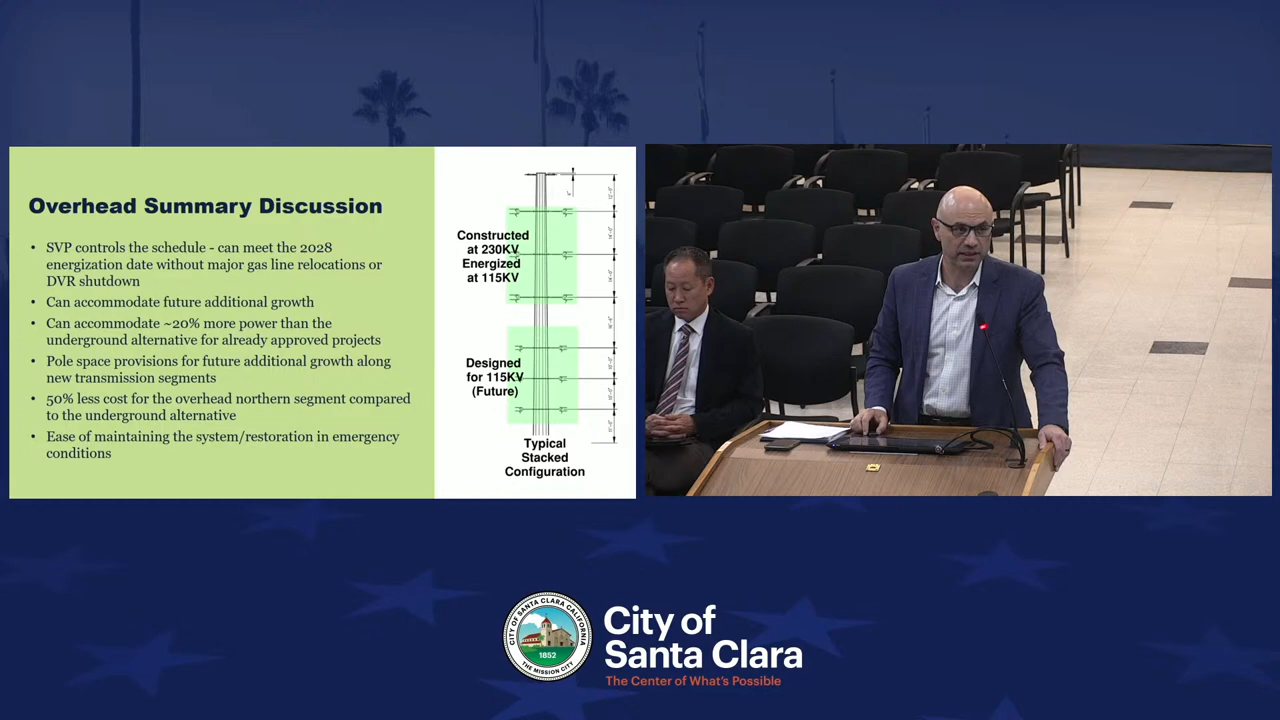 Overhead Summary Discussion
• SVP controls the schedule - can meet the 2028
energization date without major gas line relocations or
DVR shutdown
• Can accommodate future additional growth
• Can accommodate ~20% more power than the
underground alternative for already approved projects
• Pole space provisions for future additional growth along
new transmission segments
• 50% less cost for the overhead northern segment compared
to the underground alternative
• Ease of maintaining the system/restoration in emergency
conditions
Constructed
at 230KV
Energized
at 115KV
Designed
for 115KV
(Future)
Typical
Stacked
Configuration
CITY OF SANTA CLARA CALIFORNIA
1852
THE MISSION CITY
City of
Santa Clara
The Center of What's Possible